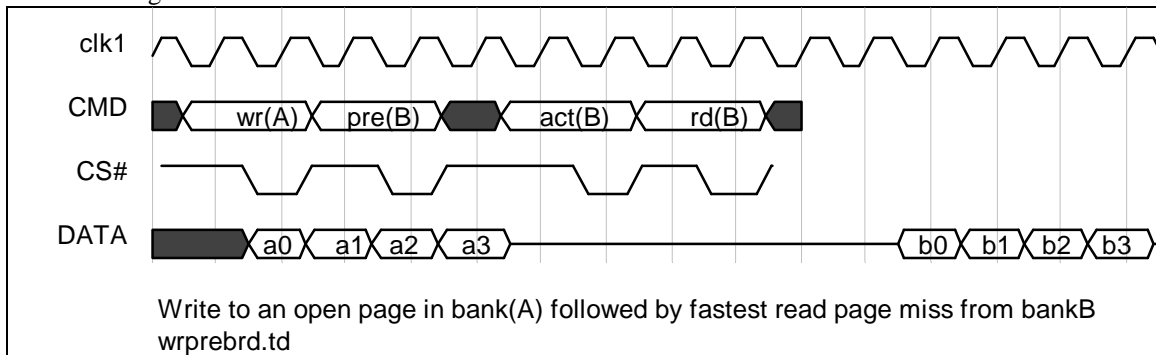 clk1
CMD wr(A) pre(B) act(B) rd(B)
CS#
DATA a0 a1 a2 a3 b0 b1 b2 b3
Write to an open page in bank(A) followed by fastest read page miss from bankB
wrprebrd.td